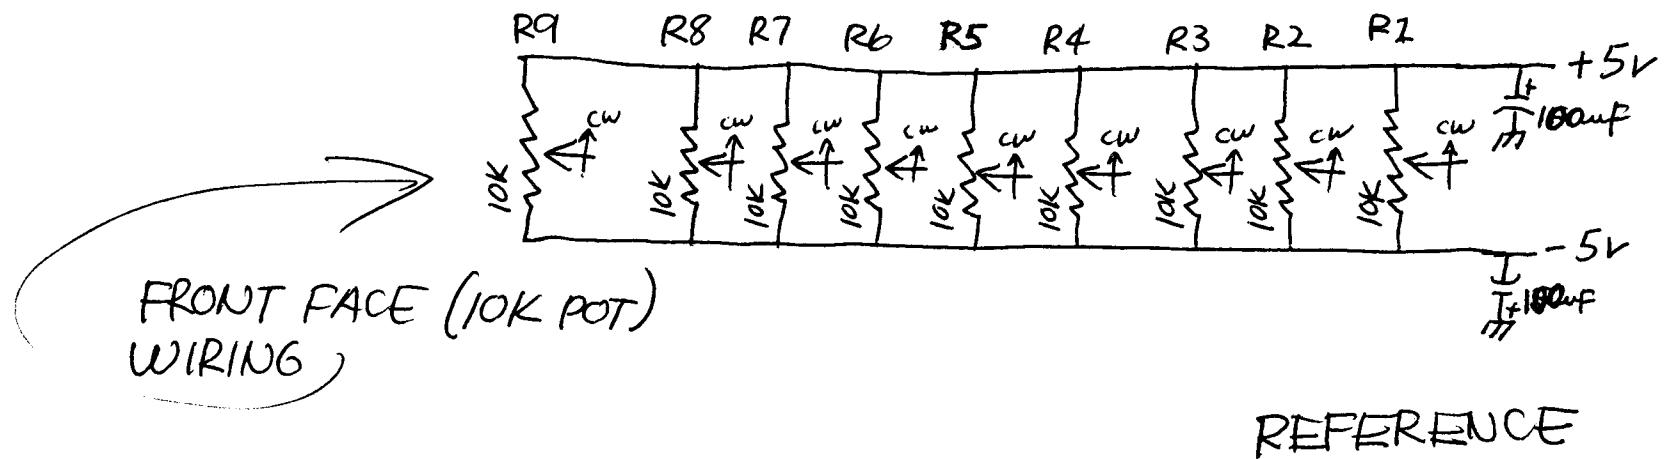 R9 R8 R7 R6 R5 R4 R3 R2 R1
+5V
+
100uF
CW CW CW CW CW CW CW CW CW
10K 10K 10K 10K 10K 10K 10K 10K 10K
-5V
+100uF
FRONT FACE (10K POT)
WIRING
REFERENCE